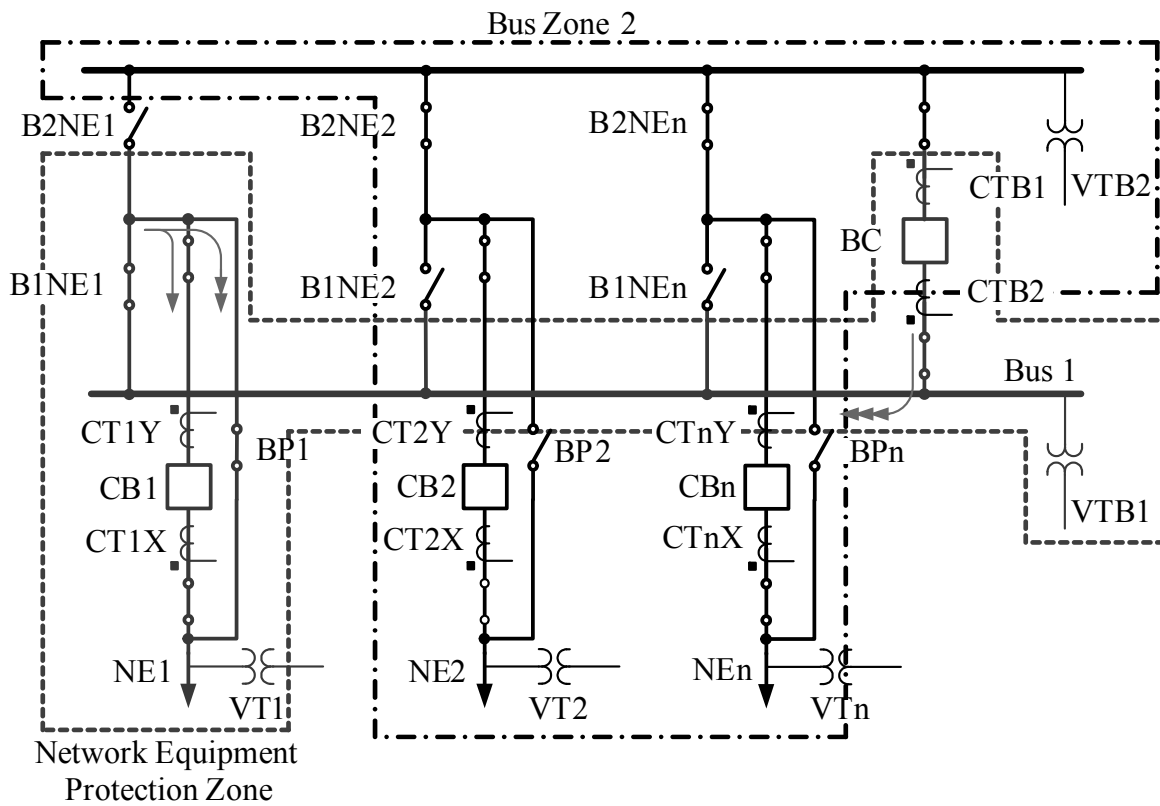 Bus Zone 2
B2NE1
B2NE2
B2NEn
CTB1
VTB2
BC
B1NE1
B1NE2
B1NEn
CTB2
Bus 1
CT1Y
CT2Y
CTnY
BP1
BP2
BPn
CB1
CB2
CBn
VTB1
CT1X
CT2X
CTnX
NE1
NE2
NEn
VT1
VT2
VTn
Network Equipment
Protection Zone